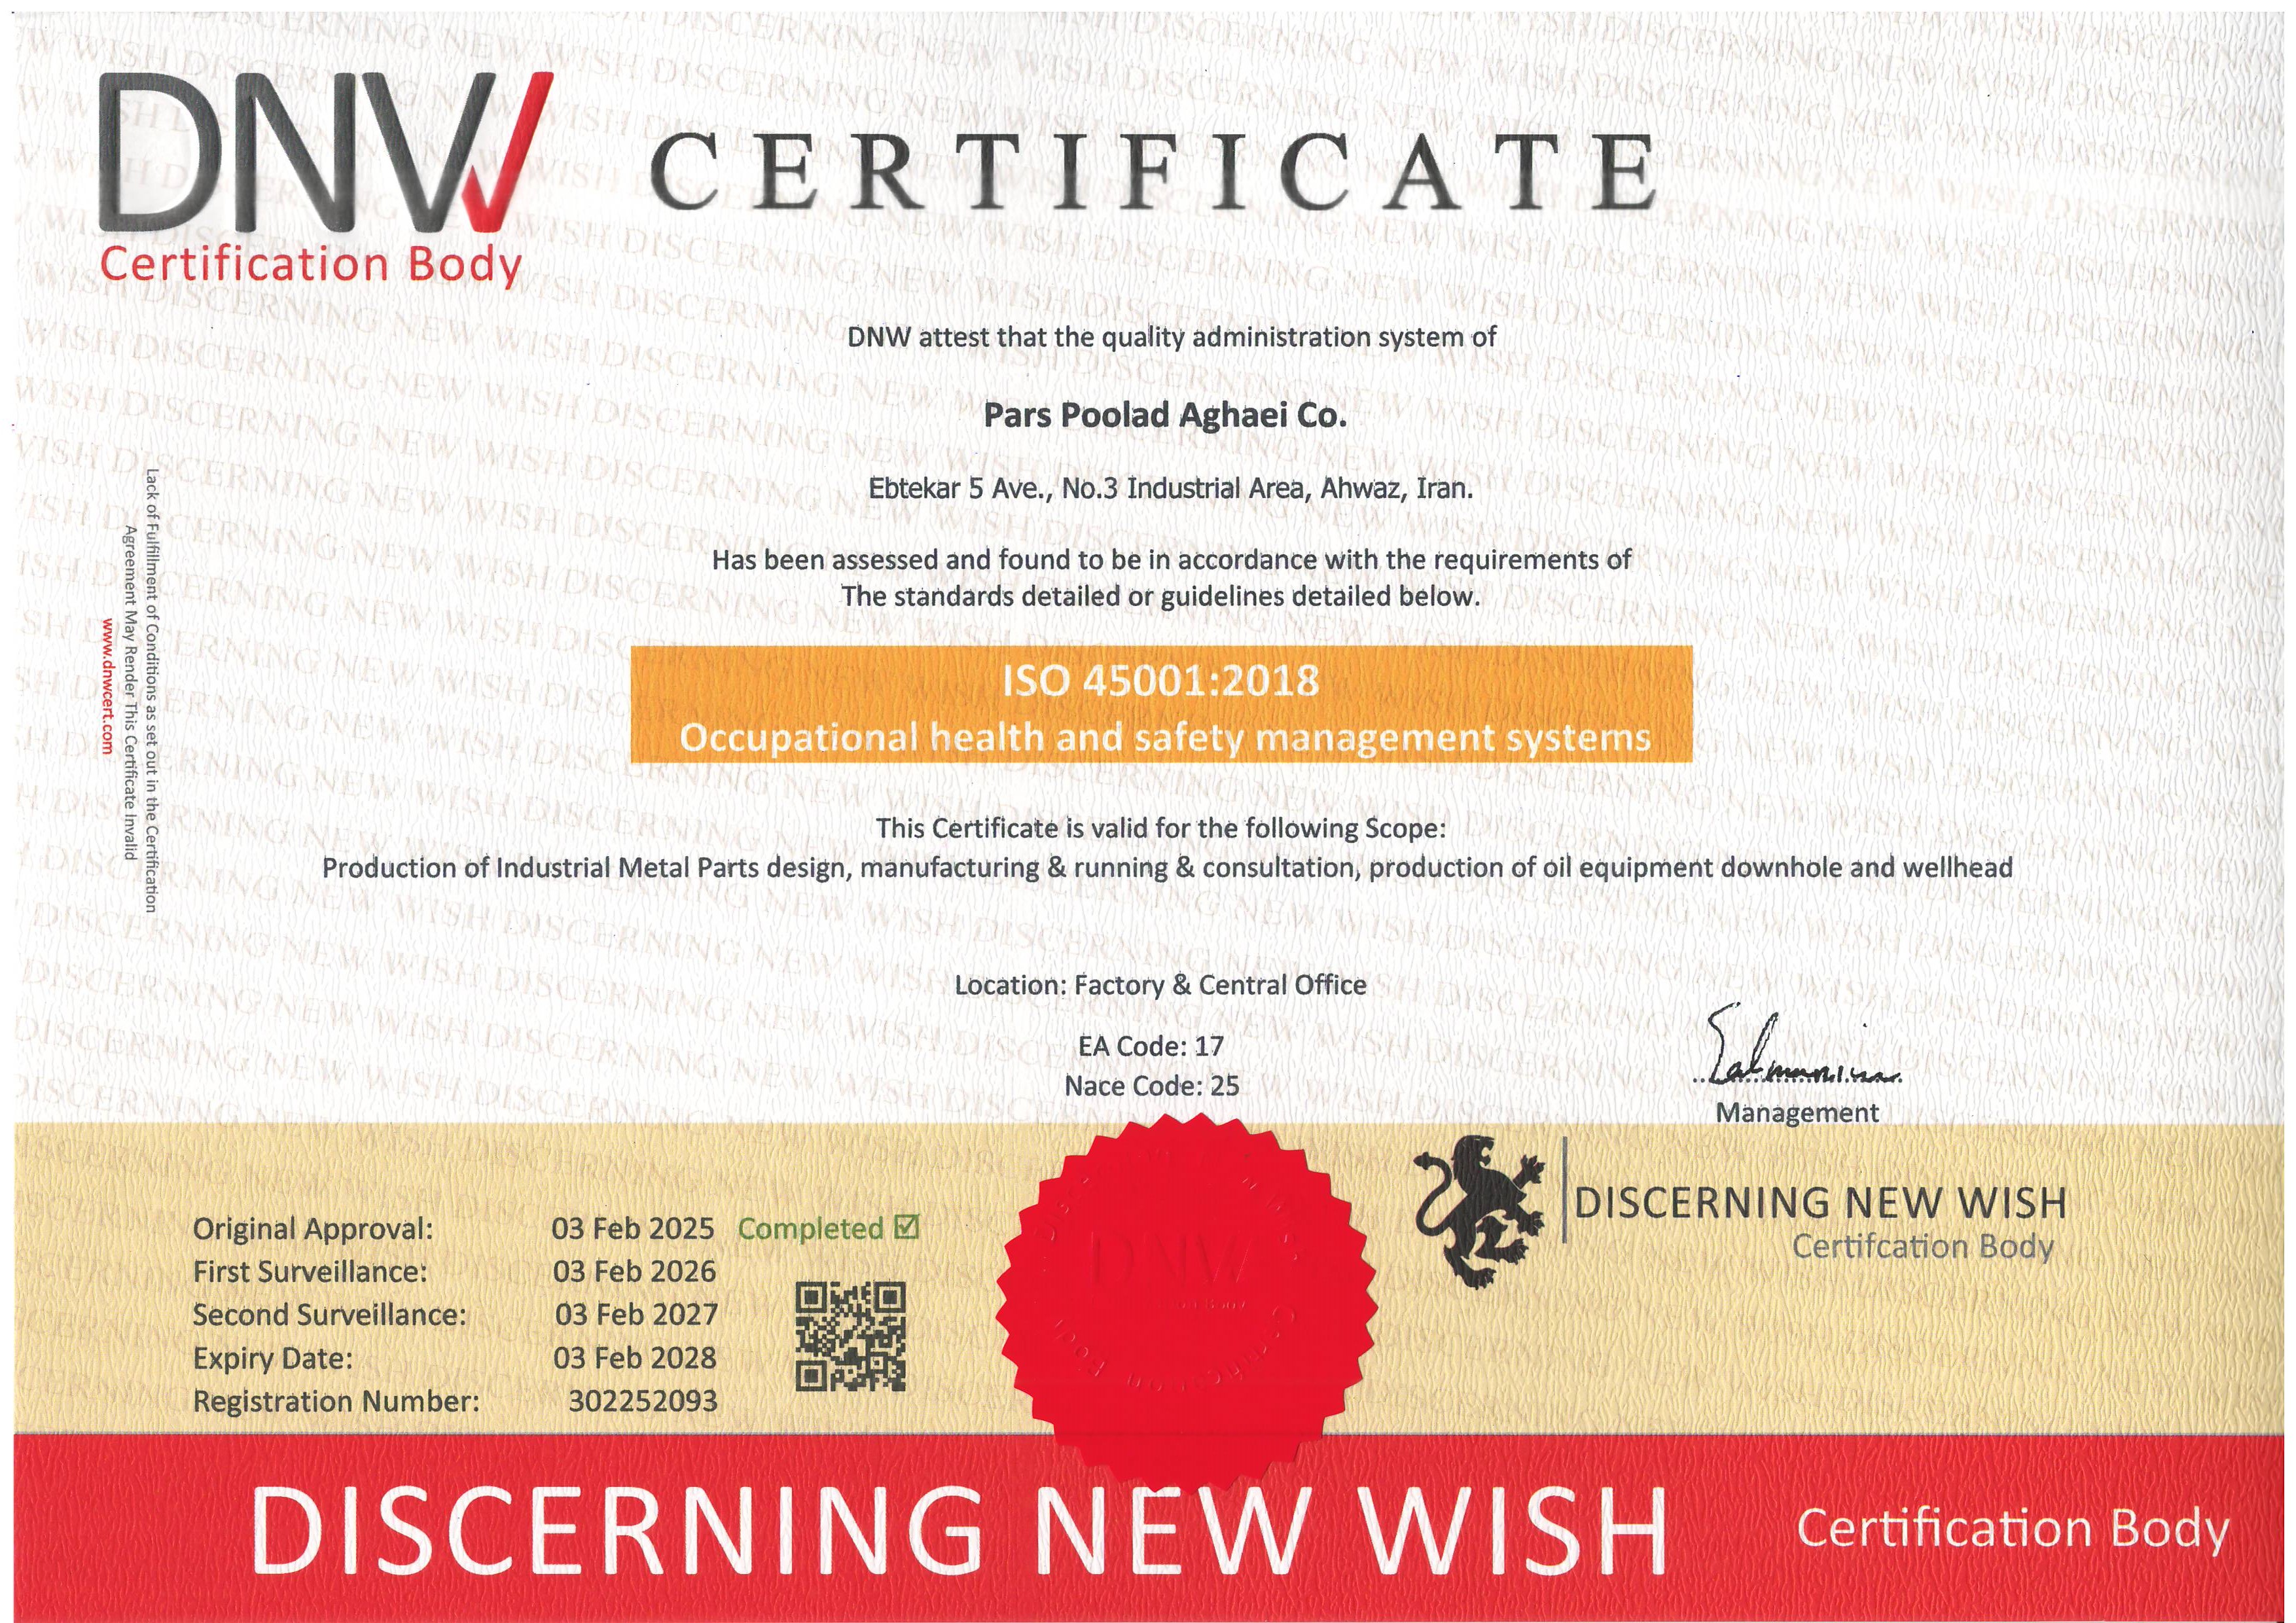 DNW
Certification Body
CERTIFICATE
DNW attest that the quality administration system of
Pars Poolad Aghaei Co.
Ebtekar 5 Ave., No.3 Industrial Area, Ahwaz, Iran.
Has been assessed and found to be in accordance with the requirements of
The standards detailed or guidelines detailed below.
ISO 45001:2018
Occupational health and safety management systems
This Certificate is valid for the following Scope:
Production of Industrial Metal Parts design, manufacturing & running & consultation, production of oil equipment downhole and wellhead
Location: Factory & Central Office
EA Code: 17
Nace Code: 25
Management
Lack of Fulfillment of Conditions as set out in the Certification
Agreement May Render This Certificate Invalid
www.dnwcert.com
Original Approval: 03 Feb 2025 Completed ☑
First Surveillance: 03 Feb 2026
Second Surveillance: 03 Feb 2027
Expiry Date: 03 Feb 2028
Registration Number: 302252093
DNW
DISCERNING NEW WISH
Certifcation Body
DISCERNING NEW WISH
Certification Body